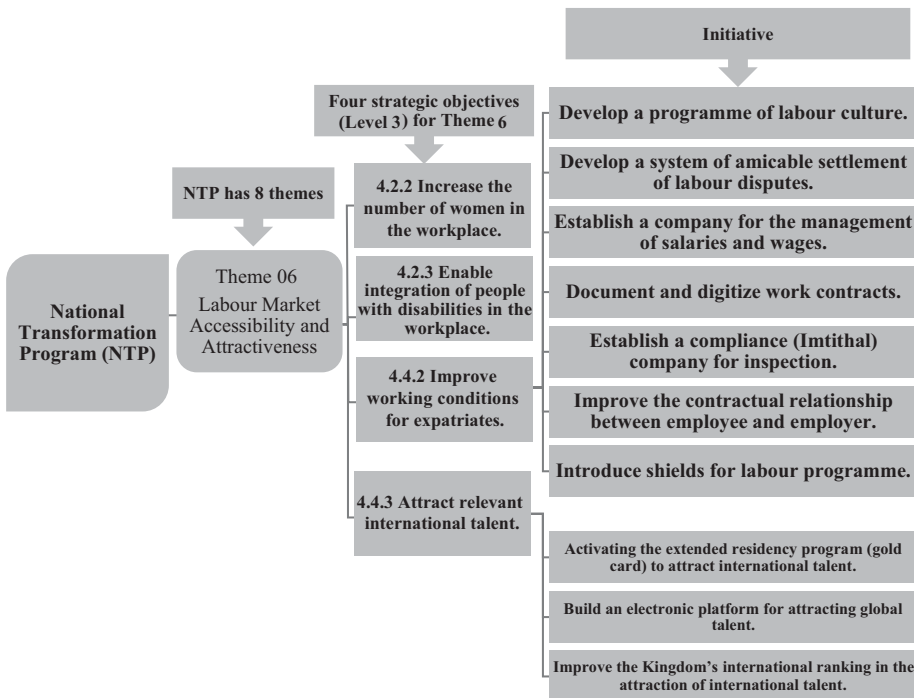 Initiative
Four strategic objectives
(Level 3) for Theme 6
NTP has 8 themes
National
Transformation
Program (NTP)
Theme 06
Labour Market
Accessibility and
Attractiveness
4.2.2 Increase the
number of women in
the workplace.
4.2.3 Enable
integration of people
with disabilities in the
workplace.
4.4.2 Improve
working conditions
for expatriates.
4.4.3 Attract relevant
international talent.
Develop a programme of labour culture.
Develop a system of amicable settlement
of labour disputes.
Establish a company for the management
of salaries and wages.
Document and digitize work contracts.
Establish a compliance (Imtithal)
company for inspection.
Improve the contractual relationship
between employee and employer.
Introduce shields for labour programme.
Activating the extended residency program (gold
card) to attract international talent.
Build an electronic platform for attracting global
talent.
Improve the Kingdom's international ranking in the
attraction of international talent.